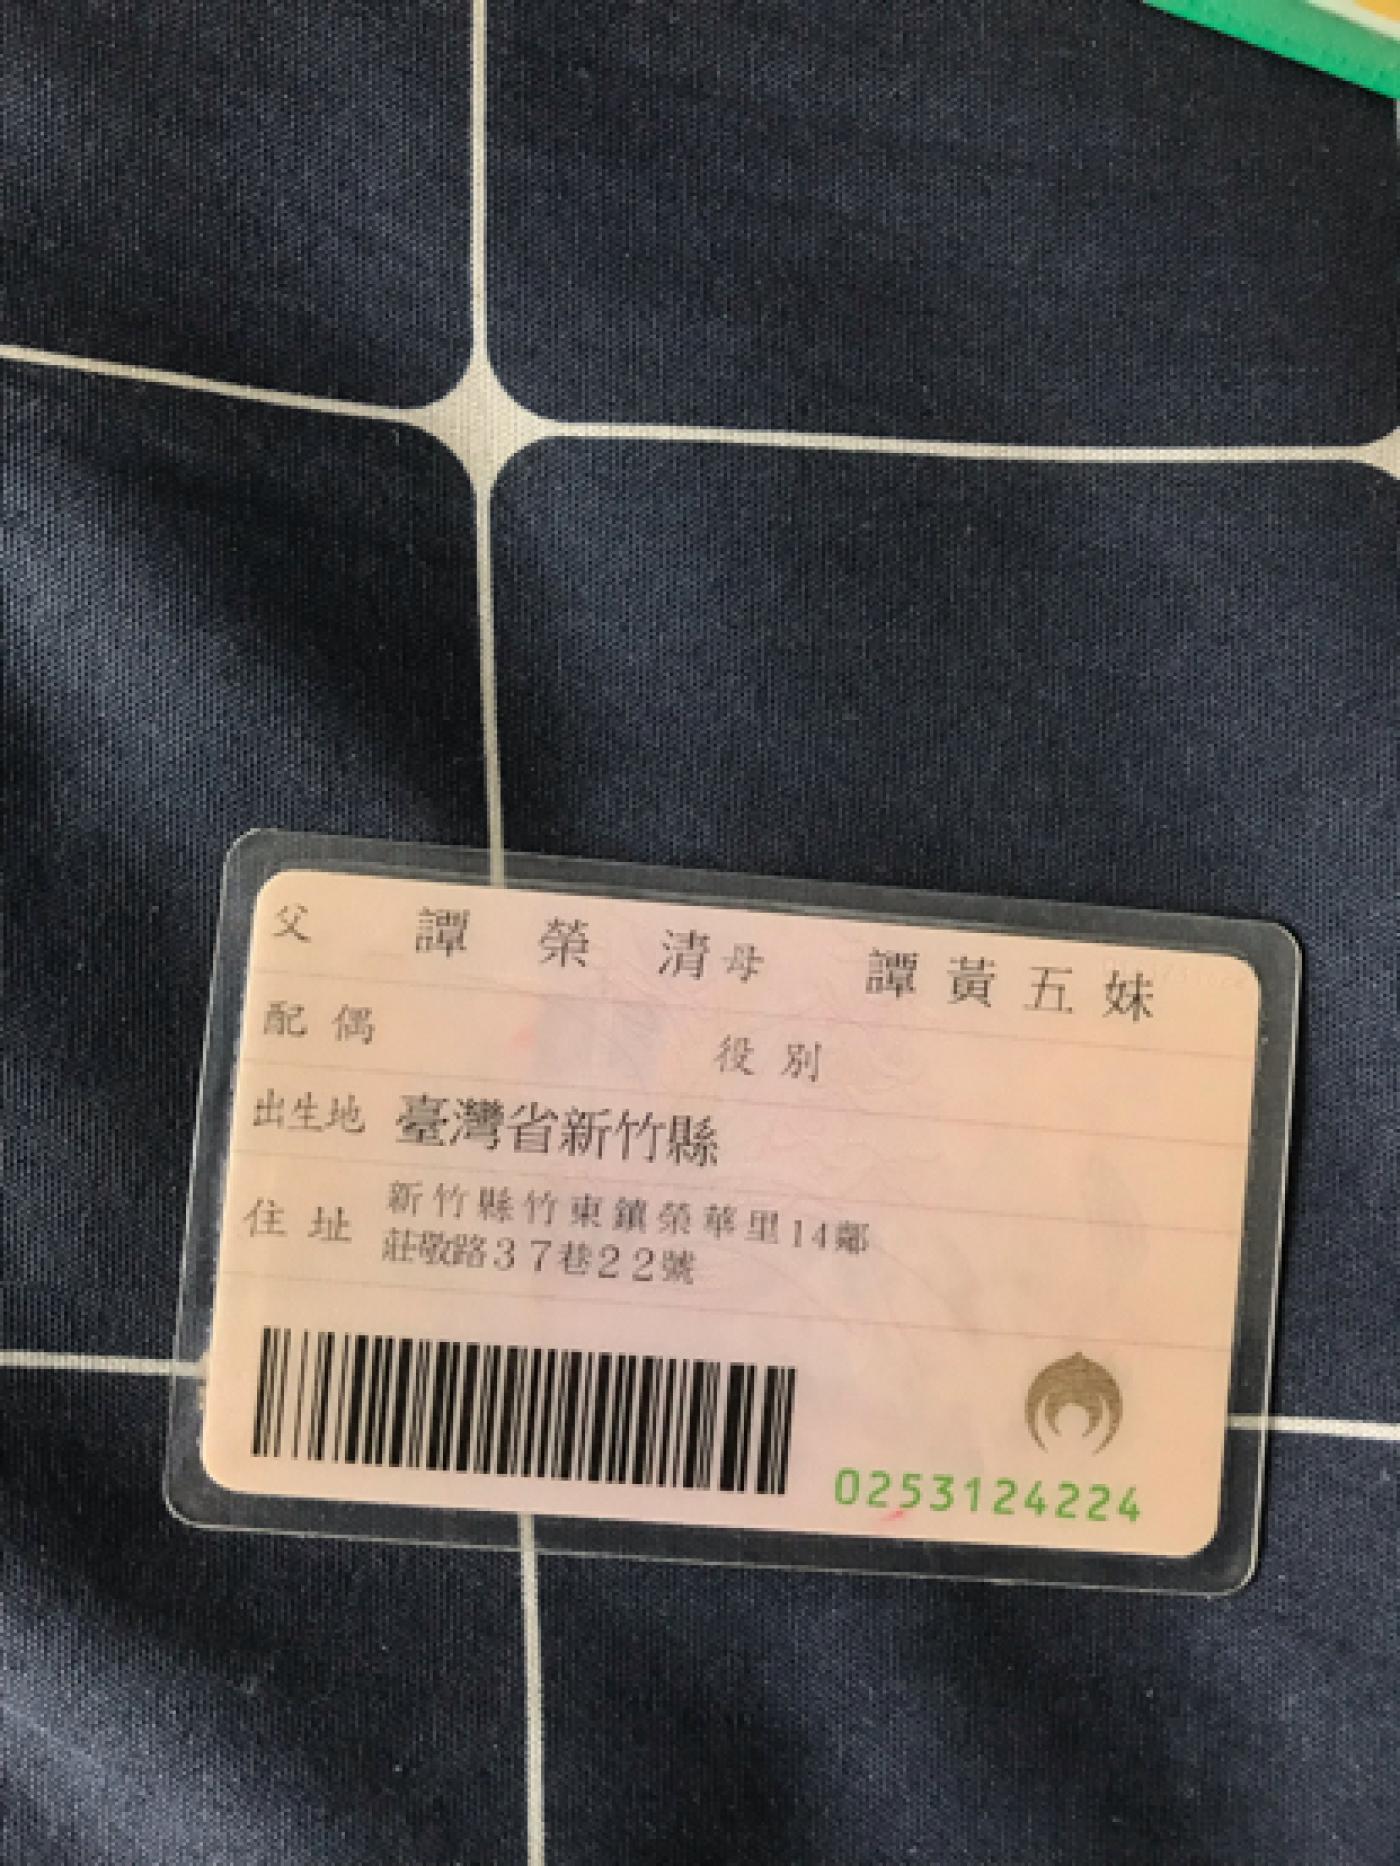 父 譚榮清 母 譚黃五妹
配偶 役別
出生地 臺灣省新竹縣
住址 新竹縣竹東鎮榮華里14鄰
莊敬路37巷22號
0253124224